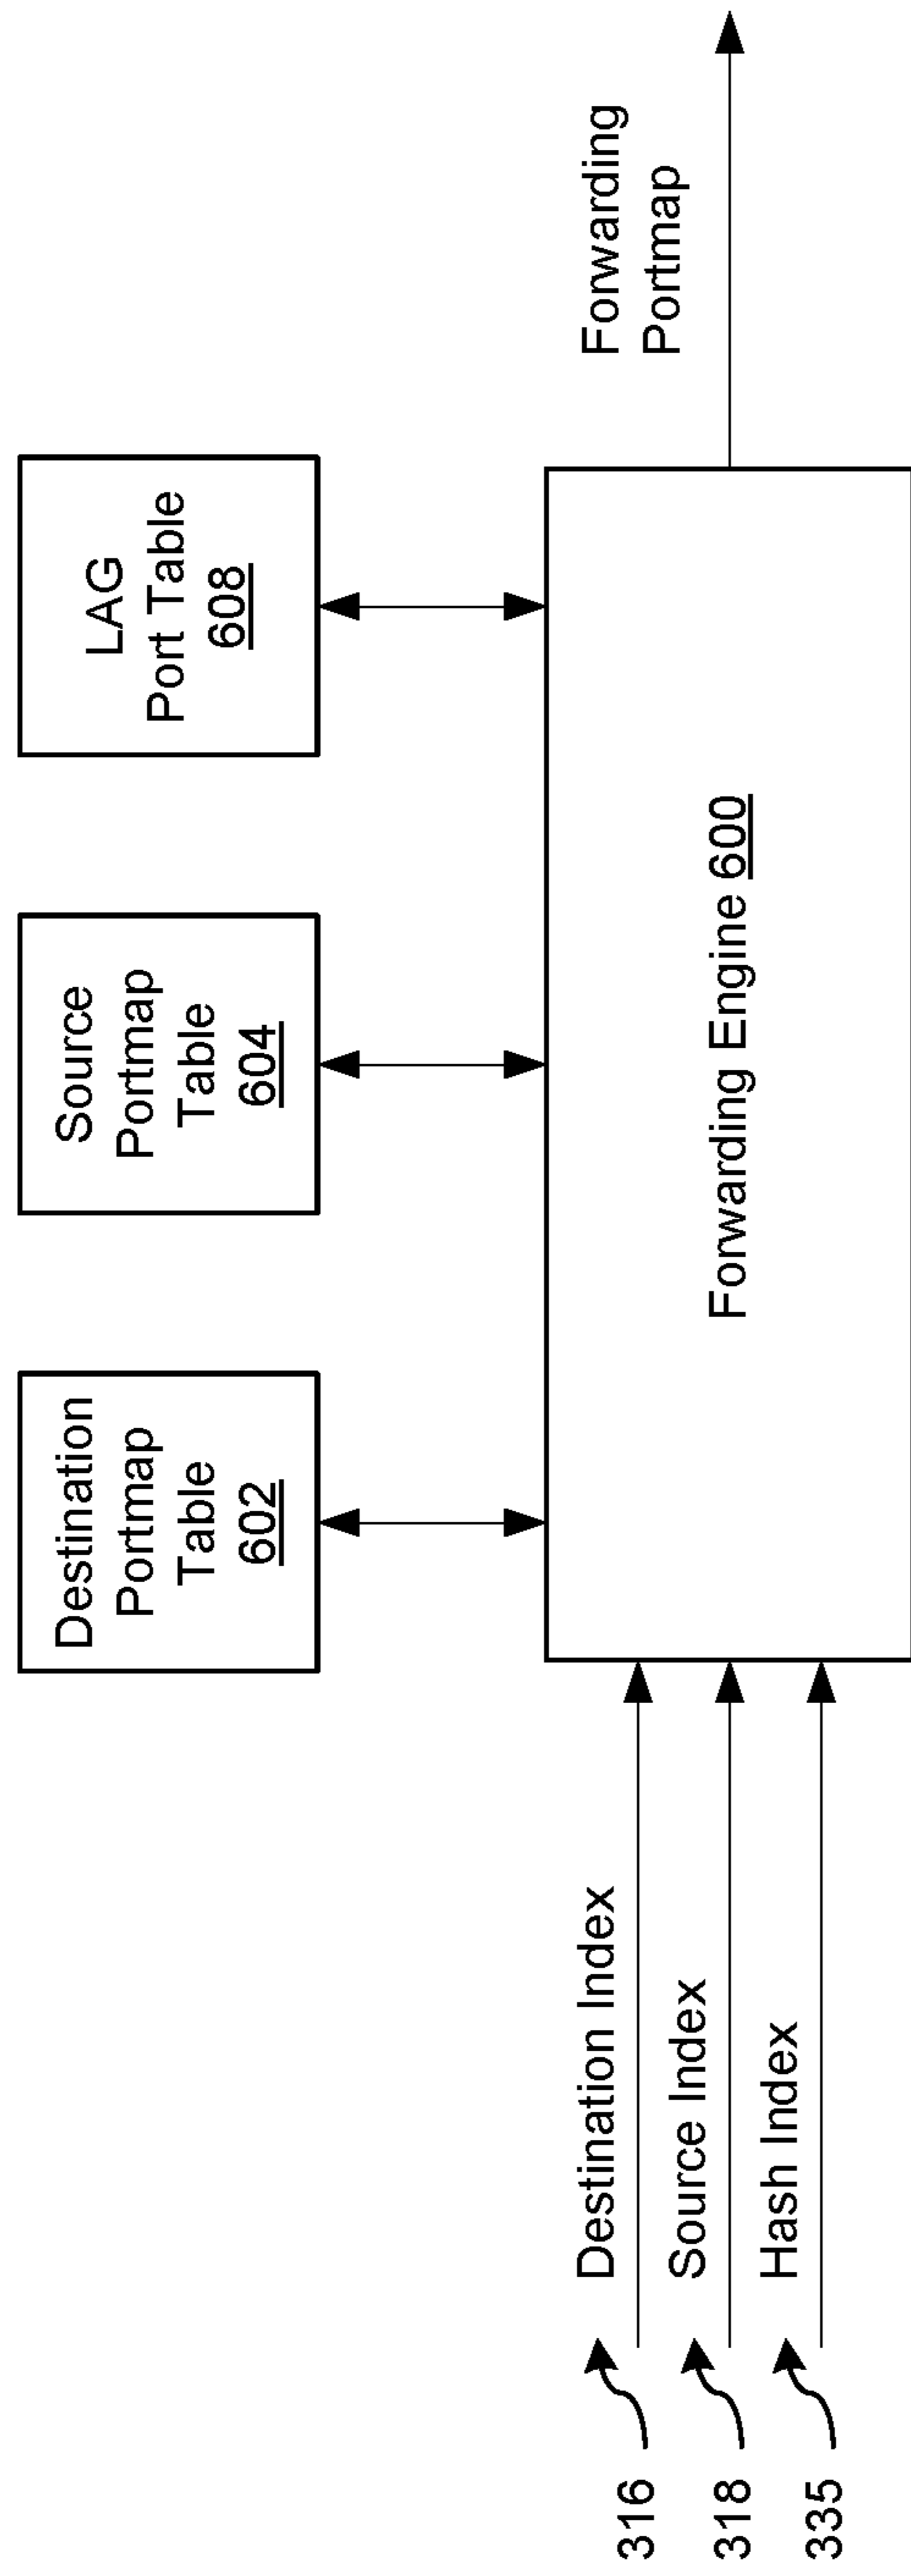 Destination
Portmap
Table
602
Source
Portmap
Table
604
LAG
Port Table
608
316
Destination Index
318
Source Index
335
Hash Index
Forwarding Engine 600
Forwarding
Portmap